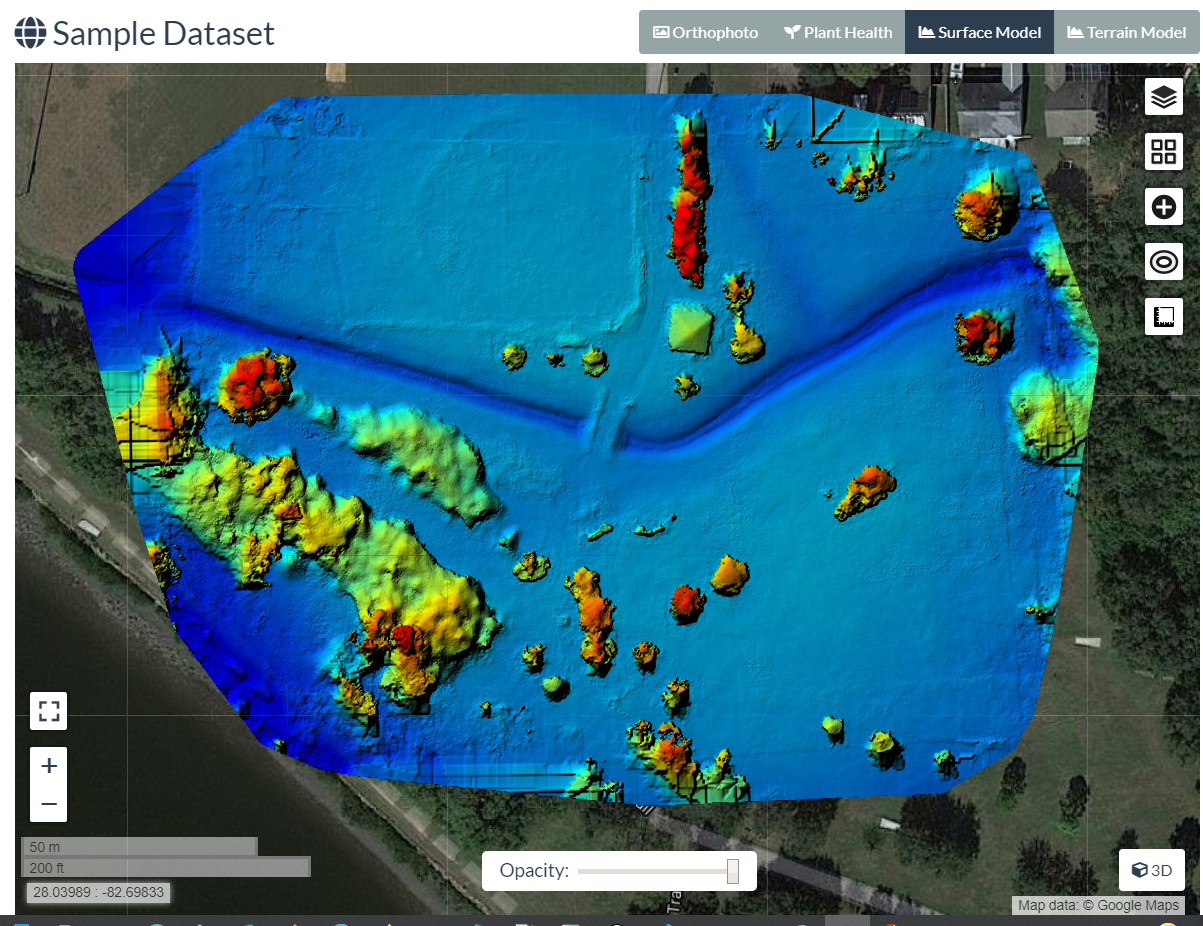 Sample Dataset
Orthophoto Plant Health Surface Model Terrain Model
50 m
200 ft
28.03989 : -82.69833
Opacity:
3D
Map data: © Google Maps
Tra